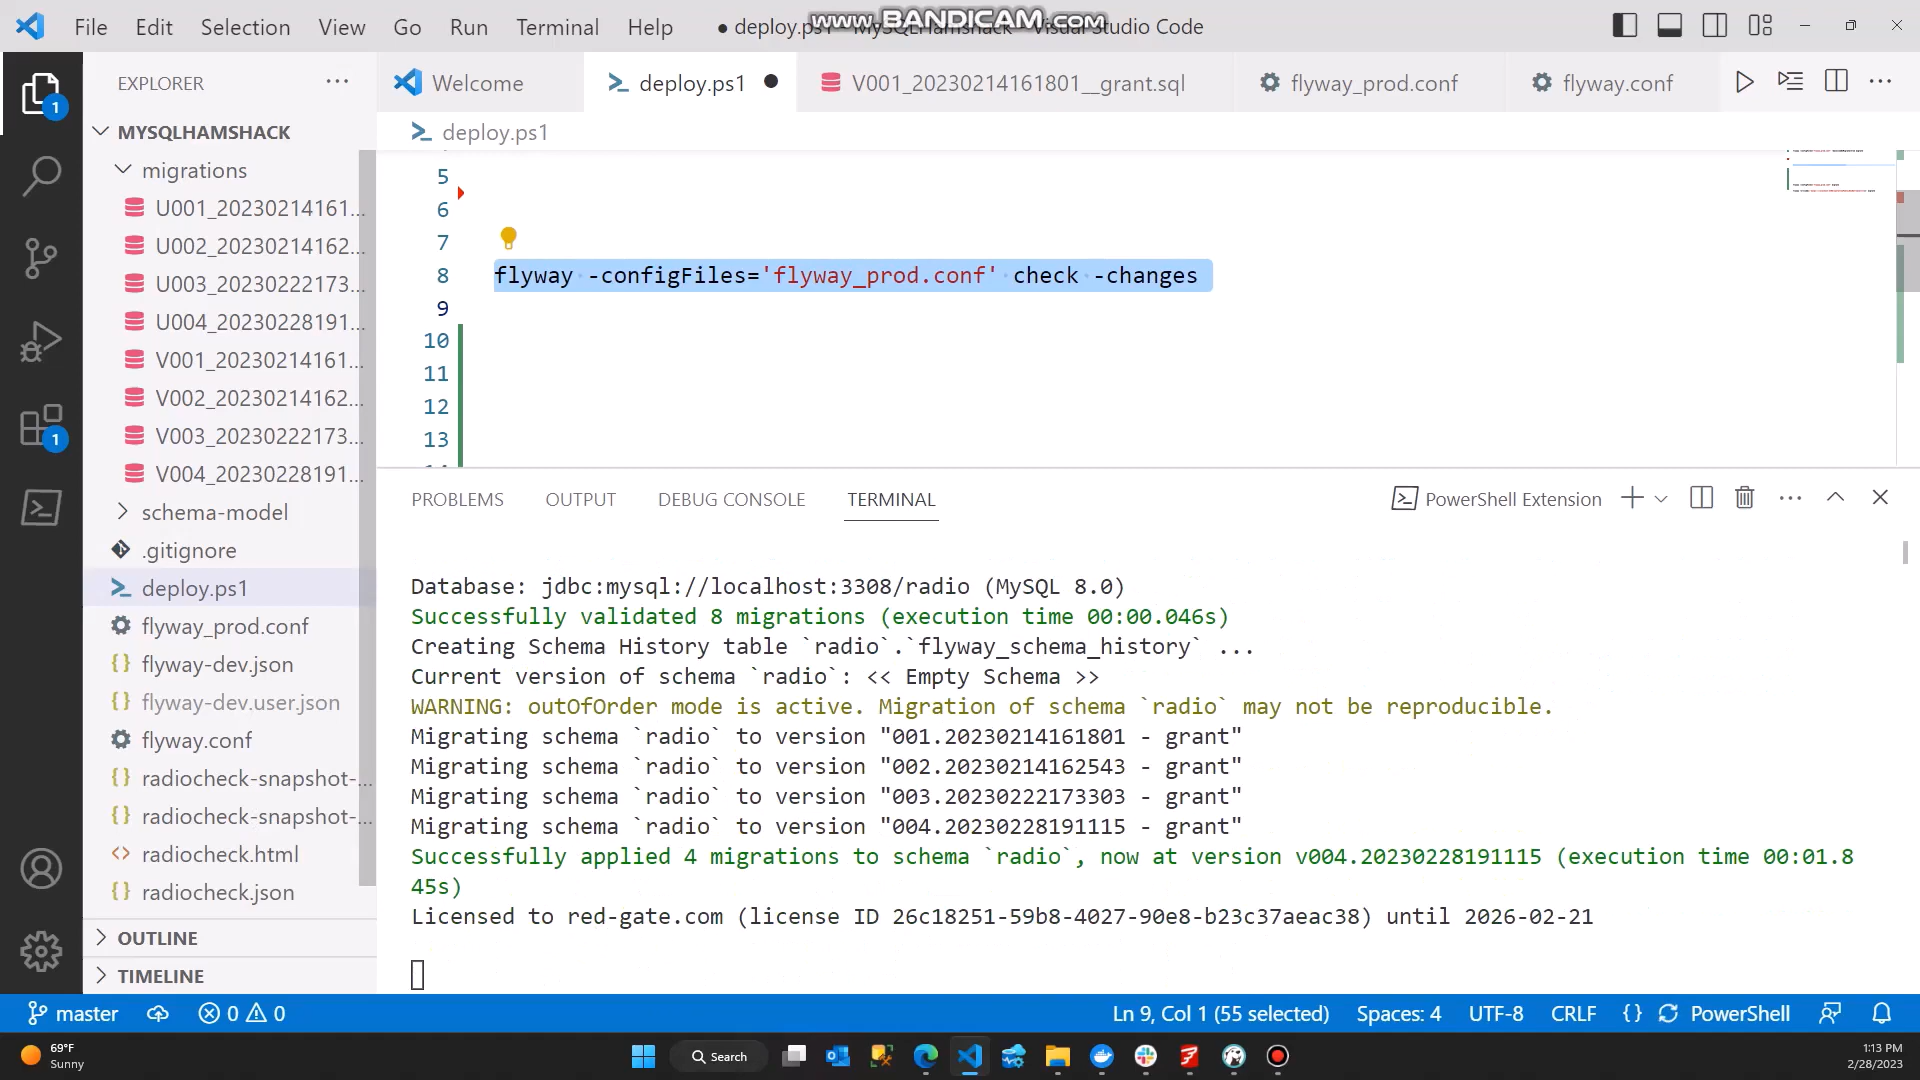 File Edit Selection View Go Run Terminal Help
www.BANDICAM.com
● deploy.ps1 - MySQLHamshack - Visual Studio Code
EXPLORER
Welcome
deploy.ps1
V001_20230214161801__grant.sql
flyway_prod.conf
flyway.conf
deploy.ps1
1
MYSQLHAMSHACK
migrations
U001_20230214161...
U002_20230214162...
U003_20230222173...
U004_20230228191...
V001_20230214161...
V002_20230214162...
V003_20230222173...
V004_20230228191...
schema-model
.gitignore
deploy.ps1
flyway_prod.conf
flyway-dev.json
flyway-dev.user.json
flyway.conf
radiocheck-snapshot-...
radiocheck-snapshot-...
radiocheck.html
radiocheck.json
OUTLINE
TIMELINE
1
5
6
7
8 flyway -configFiles='flyway_prod.conf' check -changes
9
10
11
12
13
PROBLEMS OUTPUT DEBUG CONSOLE TERMINAL
PowerShell Extension
Database: jdbc:mysql://localhost:3308/radio (MySQL 8.0)
Successfully validated 8 migrations (execution time 00:00.046s)
Creating Schema History table `radio`.`flyway_schema_history` ...
Current version of schema `radio`: << Empty Schema >>
WARNING: outOfOrder mode is active. Migration of schema `radio` may not be reproducible.
Migrating schema `radio` to version "001.20230214161801 - grant"
Migrating schema `radio` to version "002.20230214162543 - grant"
Migrating schema `radio` to version "003.20230222173303 - grant"
Migrating schema `radio` to version "004.20230228191115 - grant"
Successfully applied 4 migrations to schema `radio`, now at version v004.20230228191115 (execution time 00:01.8
45s)
Licensed to red-gate.com (license ID 26c18251-59b8-4027-90e8-b23c37aeac38) until 2026-02-21
master
0
0
Ln 9, Col 1 (55 selected)
Spaces: 4
UTF-8
CRLF
{}
PowerShell
69°F
Sunny
Search
1:13 PM
2/28/2023